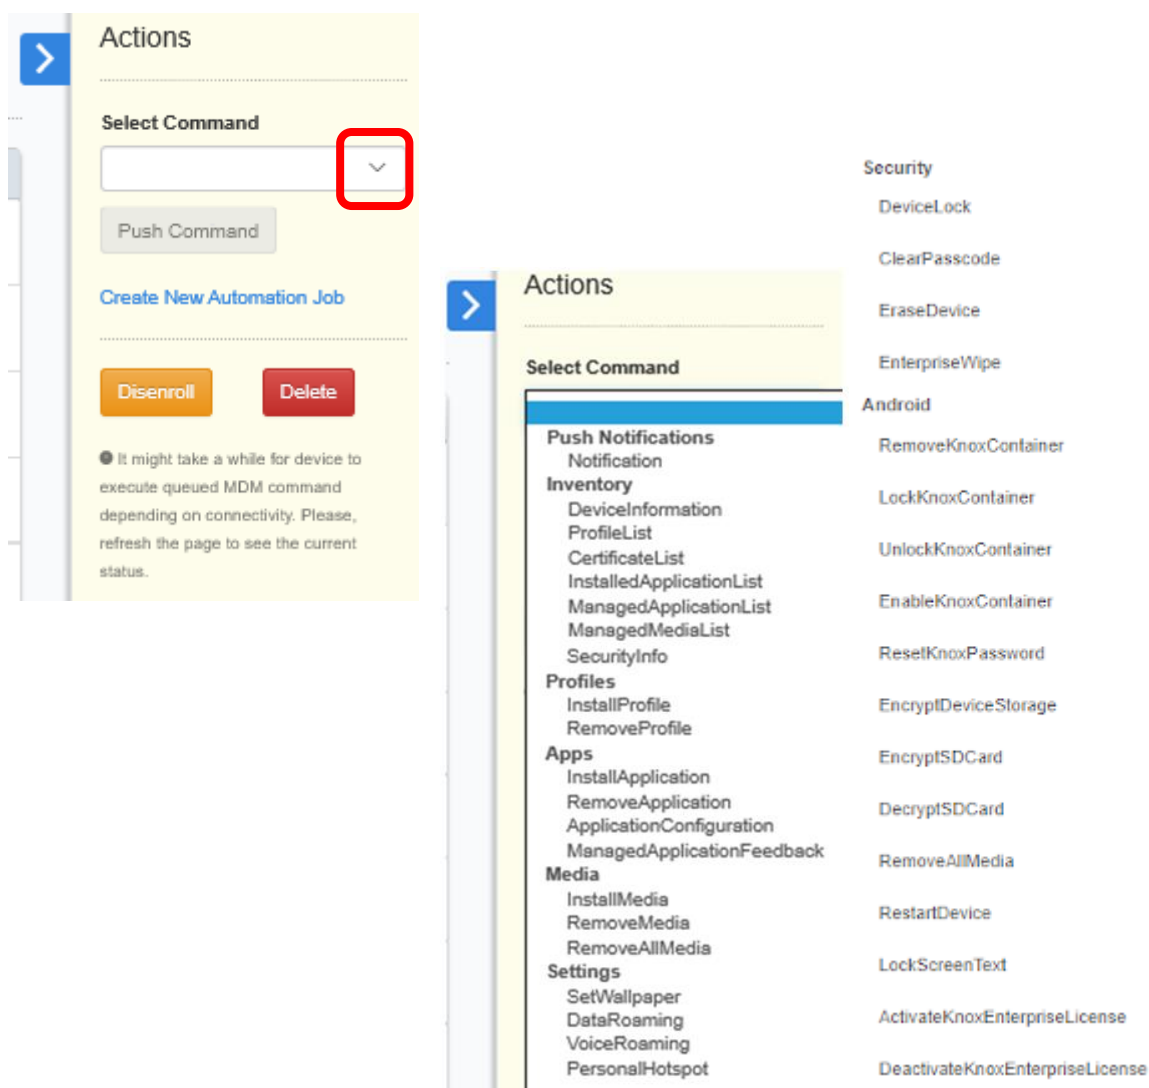 Actions
Select Command
Push Command
Create New Automation Job
Disenroll
Delete
It might take a while for device to
execute queued MDM command
depending on connectivity. Please,
refresh the page to see the current
status.
Actions
Select Command
Push Notifications
Notification
Inventory
DeviceInformation
ProfileList
CertificateList
InstalledApplicationList
ManagedApplicationList
ManagedMediaList
SecurityInfo
Profiles
InstallProfile
RemoveProfile
Apps
InstallApplication
RemoveApplication
ApplicationConfiguration
ManagedApplicationFeedback
Media
InstallMedia
RemoveMedia
RemoveAllMedia
Settings
SetWallpaper
DataRoaming
VoiceRoaming
PersonalHotspot
Security
DeviceLock
ClearPasscode
EraseDevice
EnterpriseWipe
Android
RemoveKnoxContainer
LockKnoxContainer
UnlockKnoxContainer
EnableKnoxContainer
ResetKnoxPassword
EncryptDeviceStorage
EncryptSDCard
DecryptSDCard
RemoveAllMedia
RestartDevice
LockScreenText
ActivateKnoxEnterpriseLicense
DeactivateKnoxEnterpriseLicense